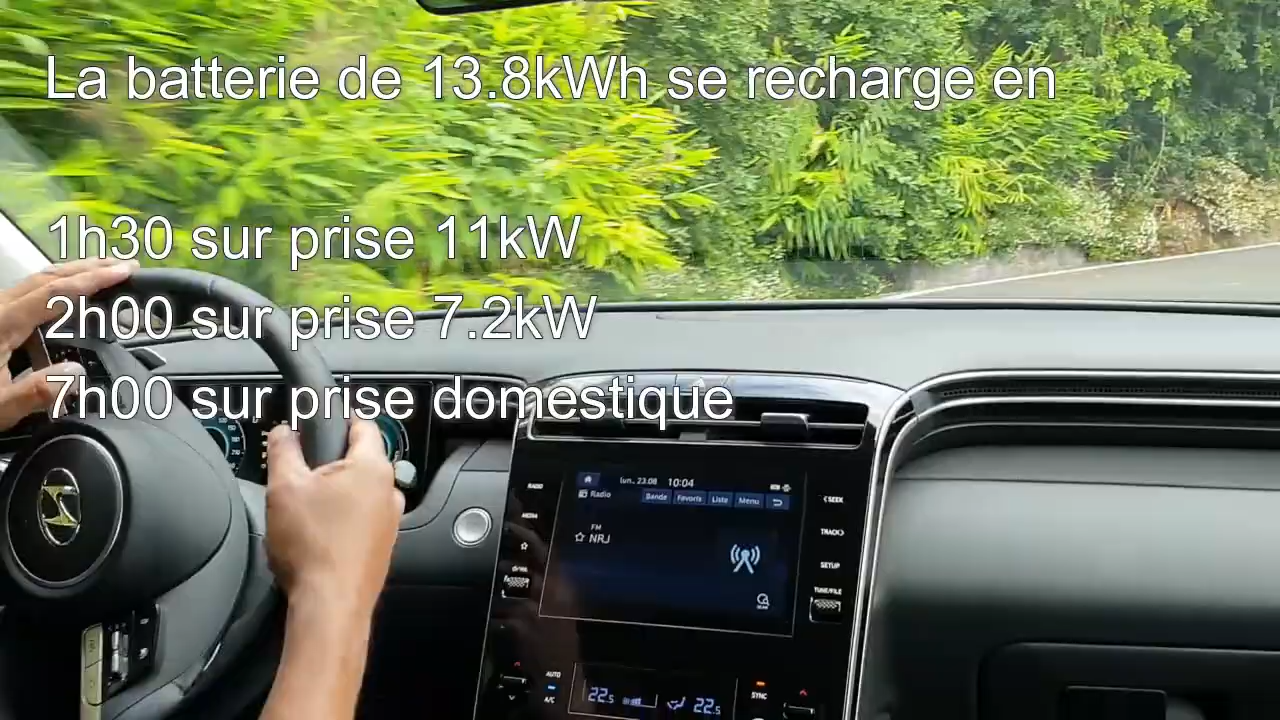 La batterie de 13.8kWh se recharge en
1h30 sur prise 11kW
2h00 sur prise 7.2kW
7h00 sur prise domestique
lun., 23.08 10:04
Radio Bande Favoris Liste Menu
FM
NRJ
SCAN
RADIO
MEDIA
< SEEK
TRACK >
SETUP
TUNE/FILE
AUTO
A/C
22.5 22.5
SYNC